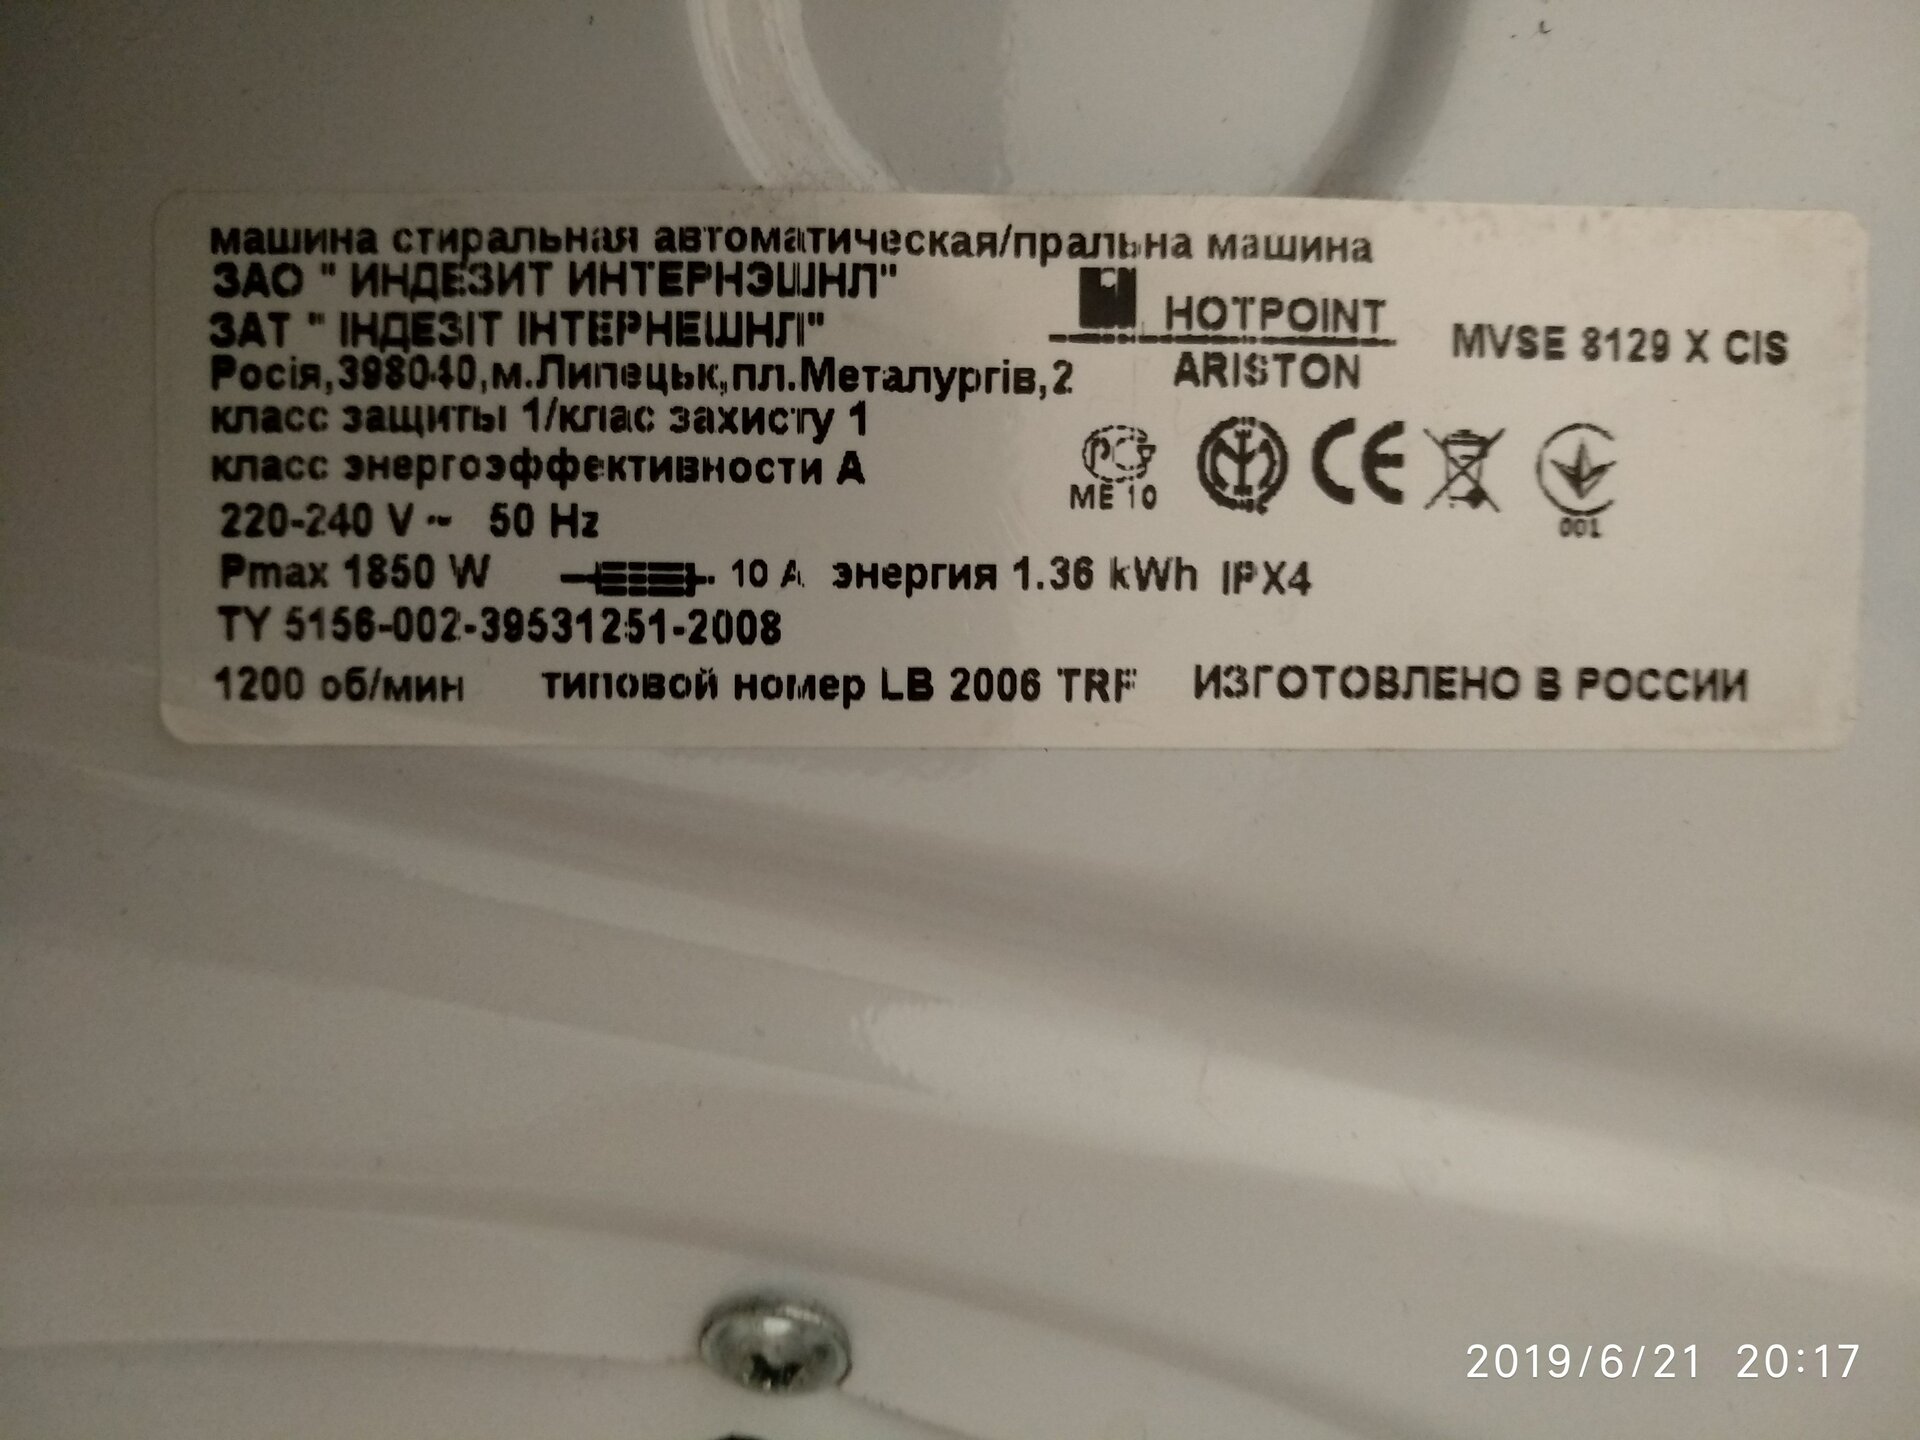 машина стиральная автоматическая/пральна машина
ЗАО " ИНДЕЗИТ ИНТЕРНЭШНЛ"
ЗАТ " ІНДЕЗІТ ІНТЕРНЕШНЛ"
HOTPOINT
ARISTON
MVSE 8129 X CIS
Росія,398040,м.Липецьк,пл.Металургів,2
класс защиты 1/клас захисту 1
класс энергоэффективности A
РСТ
ME 10
CE
001
220-240 V ~ 50 Hz
Pmax 1850 W 10 A энергия 1.36 kWh IPX4
ТУ 5156-002-39531251-2008
1200 об/мин типовой номер LB 2006 TRF ИЗГОТОВЛЕНО В РОССИИ
2019/6/21 20:17